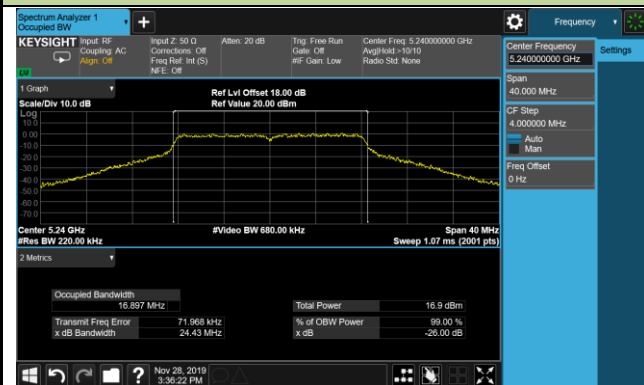 Spectrum Analyzer 1
Occupied BW
+
Frequency
KEYSIGHT
Input: RF
Coupling: AC
Align: Off
Input Z: 50 Ω
Corrections: Off
Freq Ref: Int (S)
NFE: Off
Atten: 20 dB
Trig: Free Run
Gate: Off
#IF Gain: Low
Center Freq: 5.240000000 GHz
Avg|Hold:>10/10
Radio Std: None
LVI
Center Frequency
5.240000000 GHz
Settings
Span
40.000 MHz
CF Step
4.000000 MHz
Auto
Man
Freq Offset
0 Hz
1 Graph
Scale/Div 10.0 dB
Ref Lvl Offset 18.00 dB
Ref Value 20.00 dBm
Log
10.0
0.00
-10.0
-20.0
-30.0
-40.0
-50.0
-60.0
-70.0
Center 5.24 GHz
#Res BW 220.00 kHz
#Video BW 680.00 kHz
Span 40 MHz
Sweep 1.07 ms (2001 pts)
2 Metrics
Occupied Bandwidth
16.897 MHz
Total Power
16.9 dBm
Transmit Freq Error
71.968 kHz
% of OBW Power
99.00 %
x dB Bandwidth
24.43 MHz
x dB
-26.00 dB
?
Nov 28, 2019
3:36:22 PM